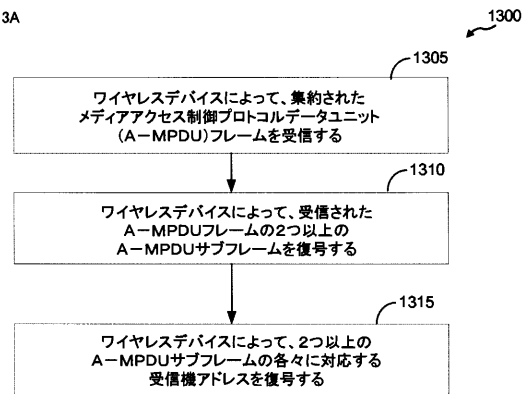 3A
1300
1305
ワイヤレスデバイスによって、集約された
メディアアクセス制御プロトコルデータユニット
(A-MPDU)フレームを受信する
1310
ワイヤレスデバイスによって、受信された
A-MPDUフレームの2つ以上の
A-MPDUサブフレームを復号する
1315
ワイヤレスデバイスによって、2つ以上の
A-MPDUサブフレームの各々に対応する
受信機アドレスを復号する